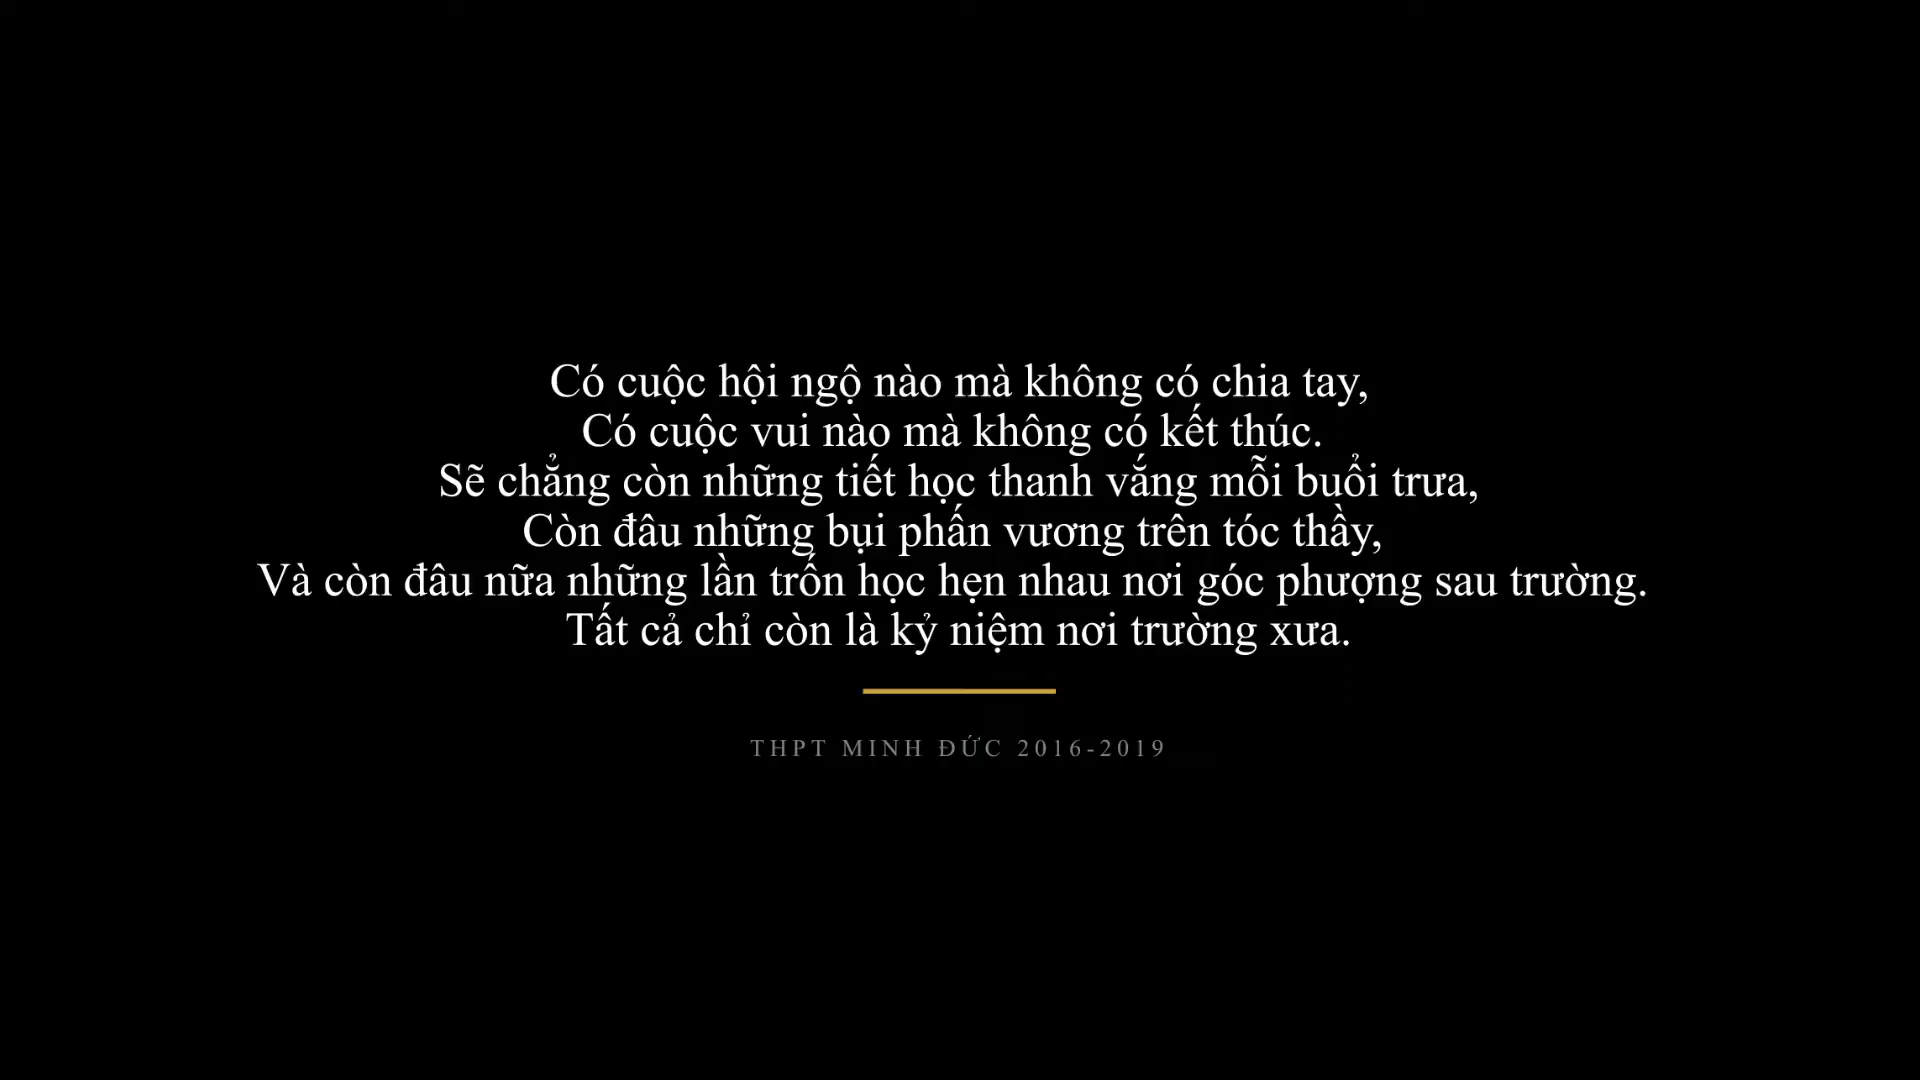 Có cuộc hội ngộ nào mà không có chia tay,
Có cuộc vui nào mà không có kết thúc.
Sẽ chẳng còn những tiết học thanh vắng mỗi buổi trưa,
Còn đâu những bụi phấn vương trên tóc thầy,
Và còn đâu nữa những lần trốn học hẹn nhau nơi góc phượng sau trường.
Tất cả chỉ còn là kỷ niệm nơi trường xưa.
THPT MINH ĐỨC 2016-2019